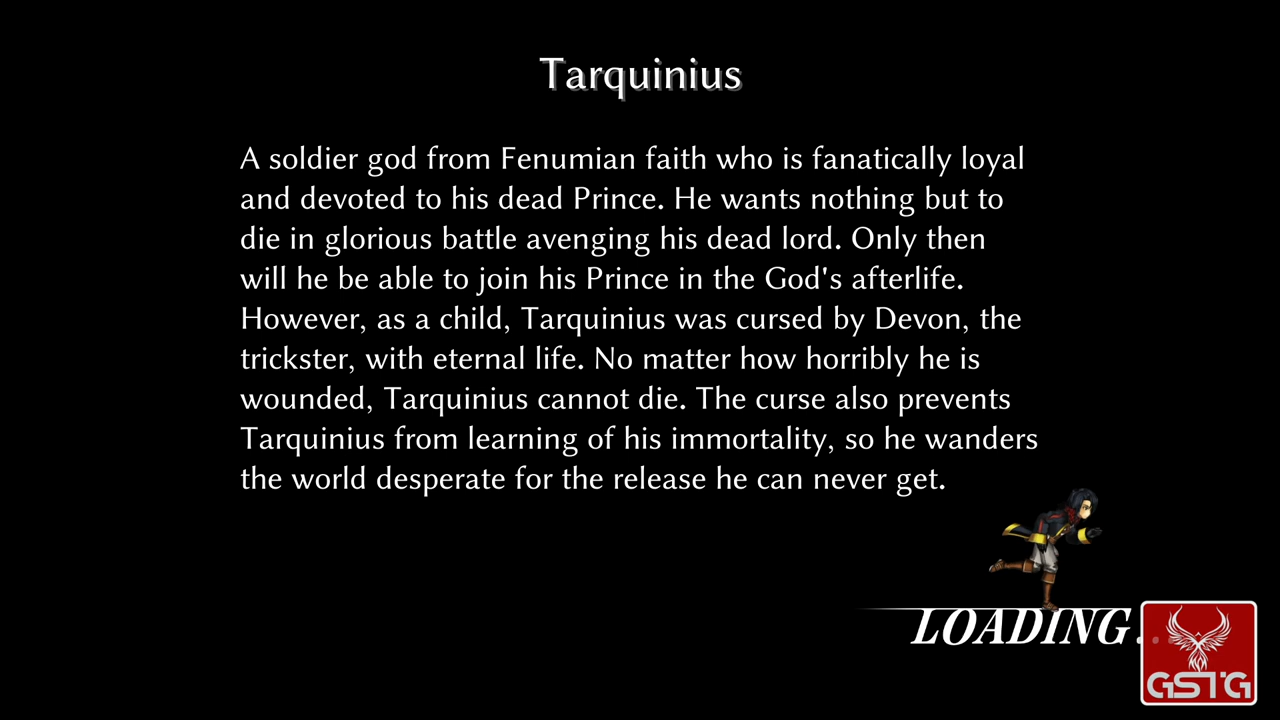 Tarquinius
A soldier god from Fenumian faith who is fanatically loyal
and devoted to his dead Prince. He wants nothing but to
die in glorious battle avenging his dead lord. Only then
will he be able to join his Prince in the God's afterlife.
However, as a child, Tarquinius was cursed by Devon, the
trickster, with eternal life. No matter how horribly he is
wounded, Tarquinius cannot die. The curse also prevents
Tarquinius from learning of his immortality, so he wanders
the world desperate for the release he can never get.
LOADING...
GSTG